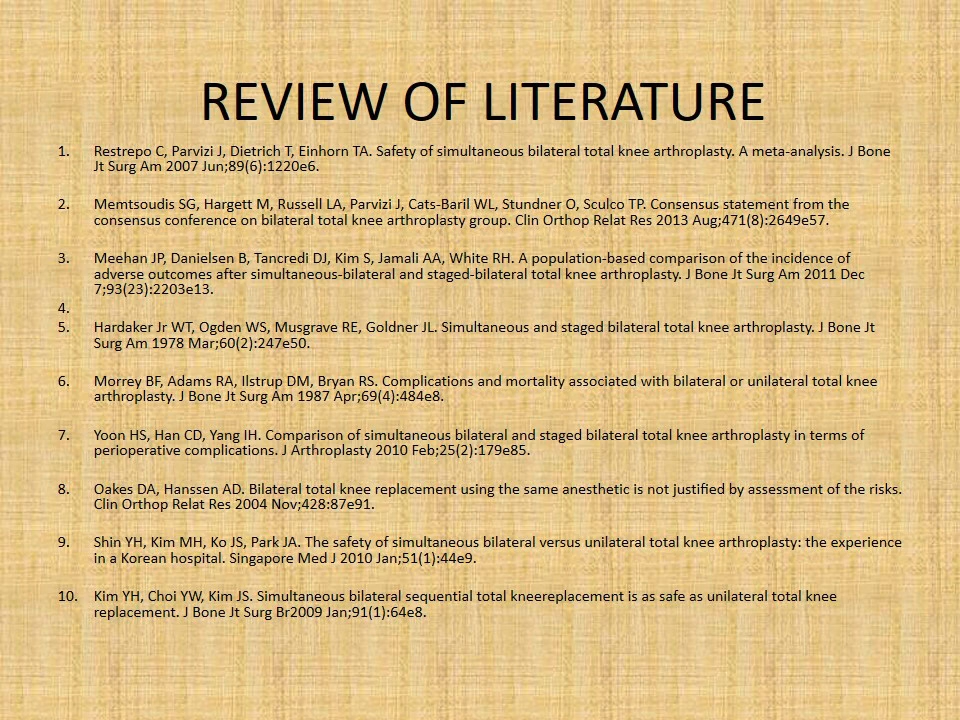 REVIEW OF LITERATURE
1. Restrepo C, Parvizi J, Dietrich T, Einhorn TA. Safety of simultaneous bilateral total knee arthroplasty. A meta-analysis. J Bone
Jt Surg Am 2007 Jun;89(6):1220e6.
2. Memtsoudis SG, Hargett M, Russell LA, Parvizi J, Cats-Baril WL, Stundner O, Sculco TP. Consensus statement from the
consensus conference on bilateral total knee arthroplasty group. Clin Orthop Relat Res 2013 Aug;471(8):2649e57.
3. Meehan JP, Danielsen B, Tancredi DJ, Kim S, Jamali AA, White RH. A population-based comparison of the incidence of
adverse outcomes after simultaneous-bilateral and staged-bilateral total knee arthroplasty. J Bone Jt Surg Am 2011 Dec
7;93(23):2203e13.
4.
5. Hardaker Jr WT, Ogden WS, Musgrave RE, Goldner JL. Simultaneous and staged bilateral total knee arthroplasty. J Bone Jt
Surg Am 1978 Mar;60(2):247e50.
6. Morrey BF, Adams RA, Ilstrup DM, Bryan RS. Complications and mortality associated with bilateral or unilateral total knee
arthroplasty. J Bone Jt Surg Am 1987 Apr;69(4):484e8.
7. Yoon HS, Han CD, Yang IH. Comparison of simultaneous bilateral and staged bilateral total knee arthroplasty in terms of
perioperative complications. J Arthroplasty 2010 Feb;25(2):179e85.
8. Oakes DA, Hanssen AD. Bilateral total knee replacement using the same anesthetic is not justified by assessment of the risks.
Clin Orthop Relat Res 2004 Nov;428:87e91.
9. Shin YH, Kim MH, Ko JS, Park JA. The safety of simultaneous bilateral versus unilateral total knee arthroplasty: the experience
in a Korean hospital. Singapore Med J 2010 Jan;51(1):44e9.
10. Kim YH, Choi YW, Kim JS. Simultaneous bilateral sequential total kneereplacement is as safe as unilateral total knee
replacement. J Bone Jt Surg Br2009 Jan;91(1):64e8.